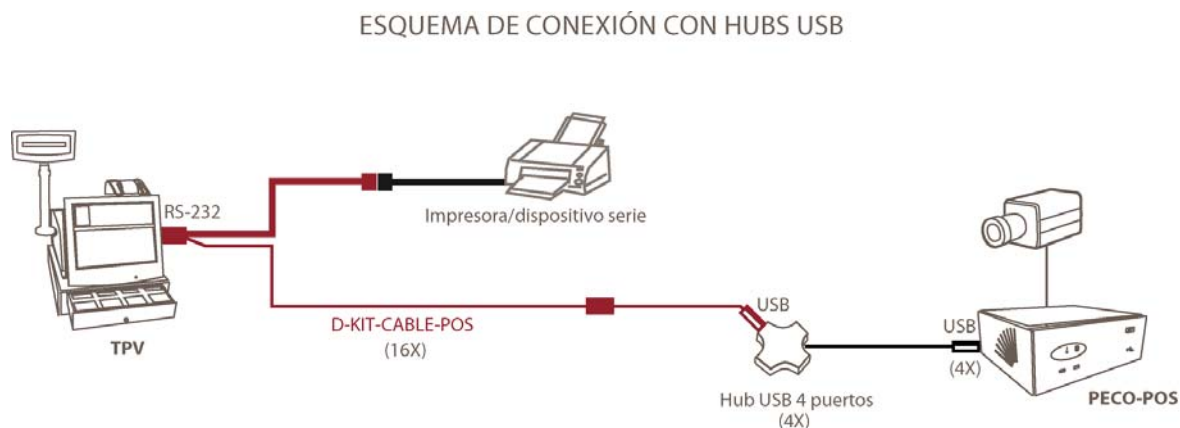 ESQUEMA DE CONEXIÓN CON HUBS USB
RS-232
Impresora/dispositivo serie
TPV
D-KIT-CABLE-POS
(16X)
USB
Hub USB 4 puertos
(4X)
USB
(4X)
PECO-POS